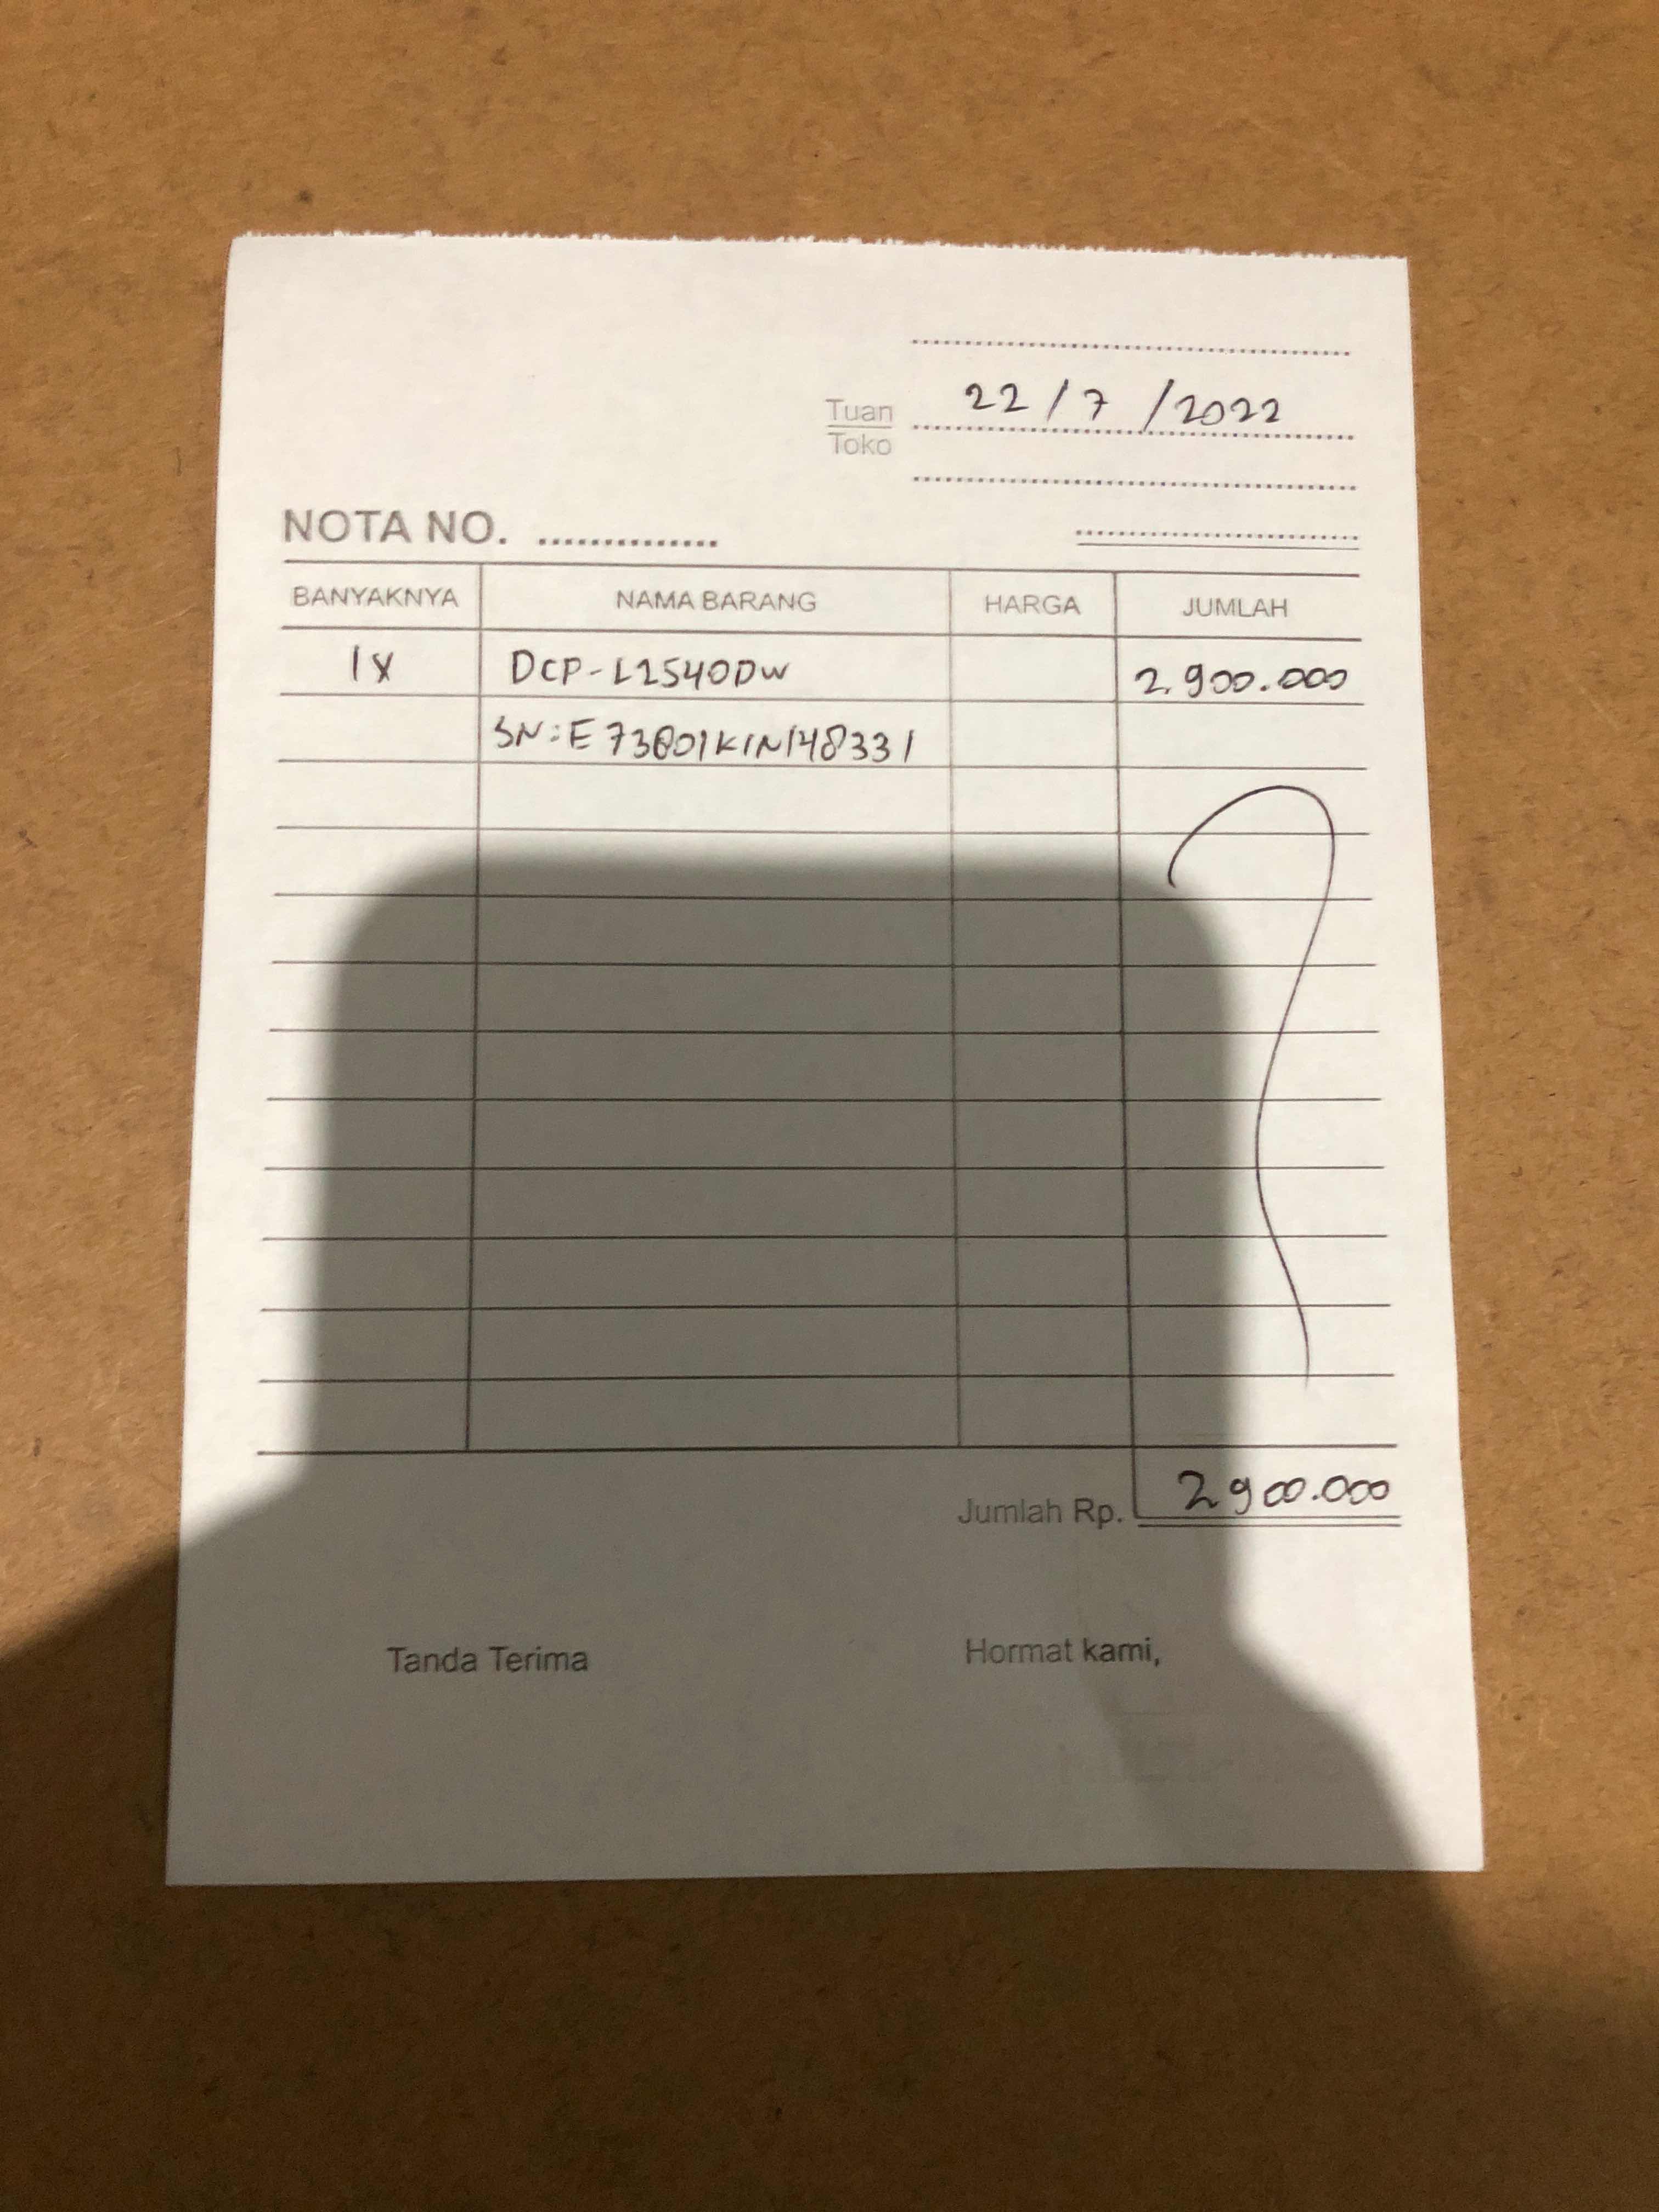 22/7/2022
Tuan
Toko
NOTA NO. ..............
BANYAKNYA NAMA BARANG HARGA JUMLAH
1x DCP-L2540DW 2.900.000
SN:E73801K1N148331
Jumlah Rp. 2900.000
Tanda Terima Hormat kami,